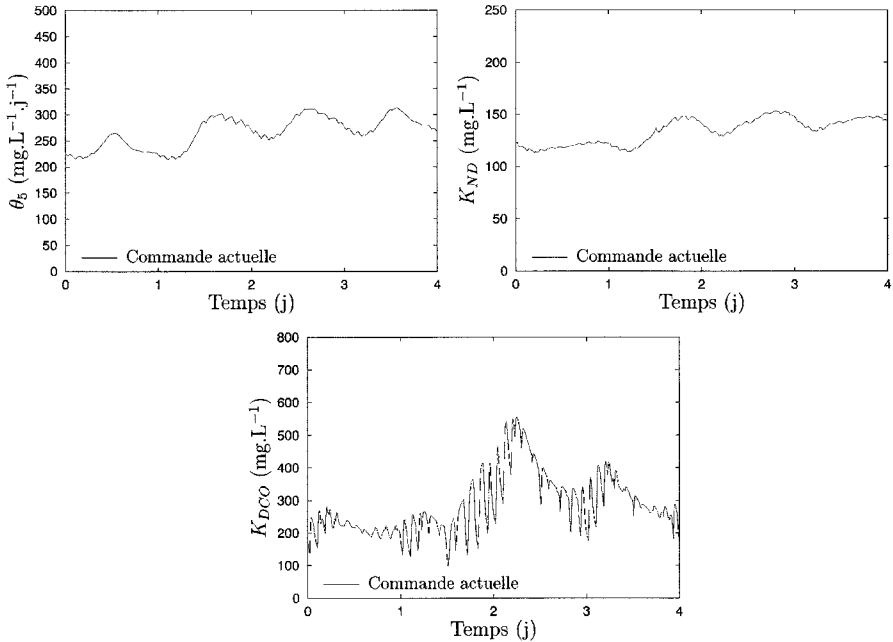 500
450
400
350
300
250
200
150
100
50
0
θ5 (mg.L−1.j−1)
Commande actuelle
0 1 2 3 4
Temps (j)
250
200
150
100
50
0
KND (mg.L−1)
Commande actuelle
0 1 2 3 4
Temps (j)
800
700
600
500
400
300
200
100
0
KDCO (mg.L−1)
Commande actuelle
0 1 2 3 4
Temps (j)